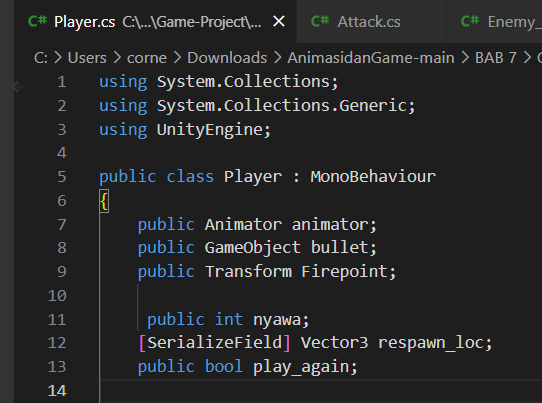 C# Player.cs C:\...\Game-Project\... × C# Attack.cs C# Enemy_
C: > Users > corne > Downloads > AnimasidanGame-main > BAB 7 >
1 using System.Collections;
2 using System.Collections.Generic;
3 using UnityEngine;
4
5 public class Player : MonoBehaviour
6 {
7 public Animator animator;
8 public GameObject bullet;
9 public Transform Firepoint;
10
11 public int nyawa;
12 [SerializeField] Vector3 respawn_loc;
13 public bool play_again;
14